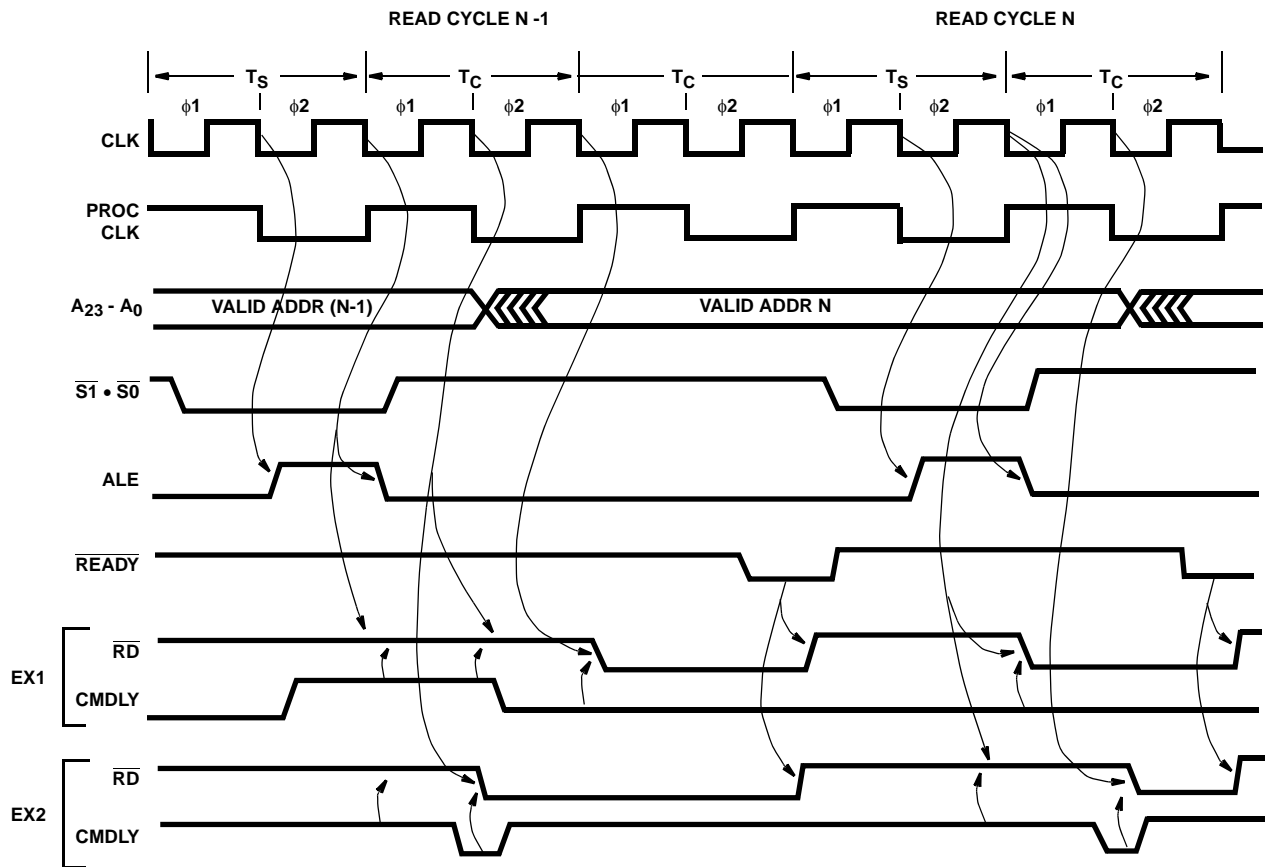 READ CYCLE N -1
READ CYCLE N
TS
TC
TC
TS
TC
ϕ1
ϕ2
ϕ1
ϕ2
ϕ1
ϕ2
ϕ1
ϕ2
ϕ1
ϕ2
CLK
PROC
CLK
A23 - A0
VALID ADDR (N-1)
VALID ADDR N
S1 • S0
ALE
READY
EX1
RD
CMDLY
EX2
RD
CMDLY